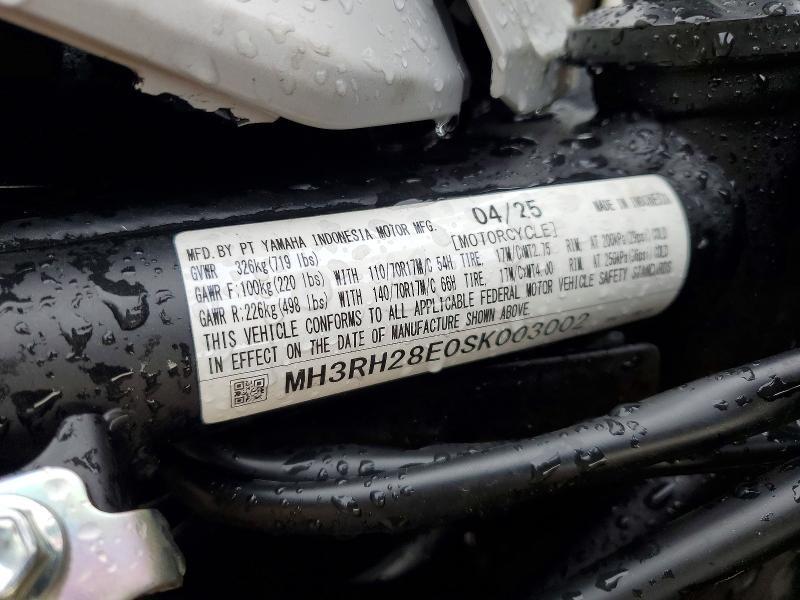 MFD. BY PT YAMAHA INDONESIA MOTOR MFG. 04/25 MADE IN INDONESIA
GVWR 326kg(719 lbs) [MOTORCYCLE]
GAWR F:100kg(220 lbs) WITH 110/70R17M/C 54H TIRE, 17M/CxMT2.75 RIM, AT 200kPa(29psi) COLD
GAWR R:226kg(498 lbs) WITH 140/70R17M/C 66H TIRE, 17M/CxMT4.00 RIM, AT 250kPa(36psi) COLD
THIS VEHICLE CONFORMS TO ALL APPLICABLE FEDERAL MOTOR VEHICLE SAFETY STANDARDS
IN EFFECT ON THE DATE OF MANUFACTURE SHOWN ABOVE.
MH3RH28E0SK003002